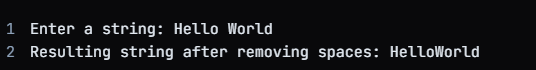 1 Enter a string: Hello World
2 Resulting string after removing spaces: HelloWorld